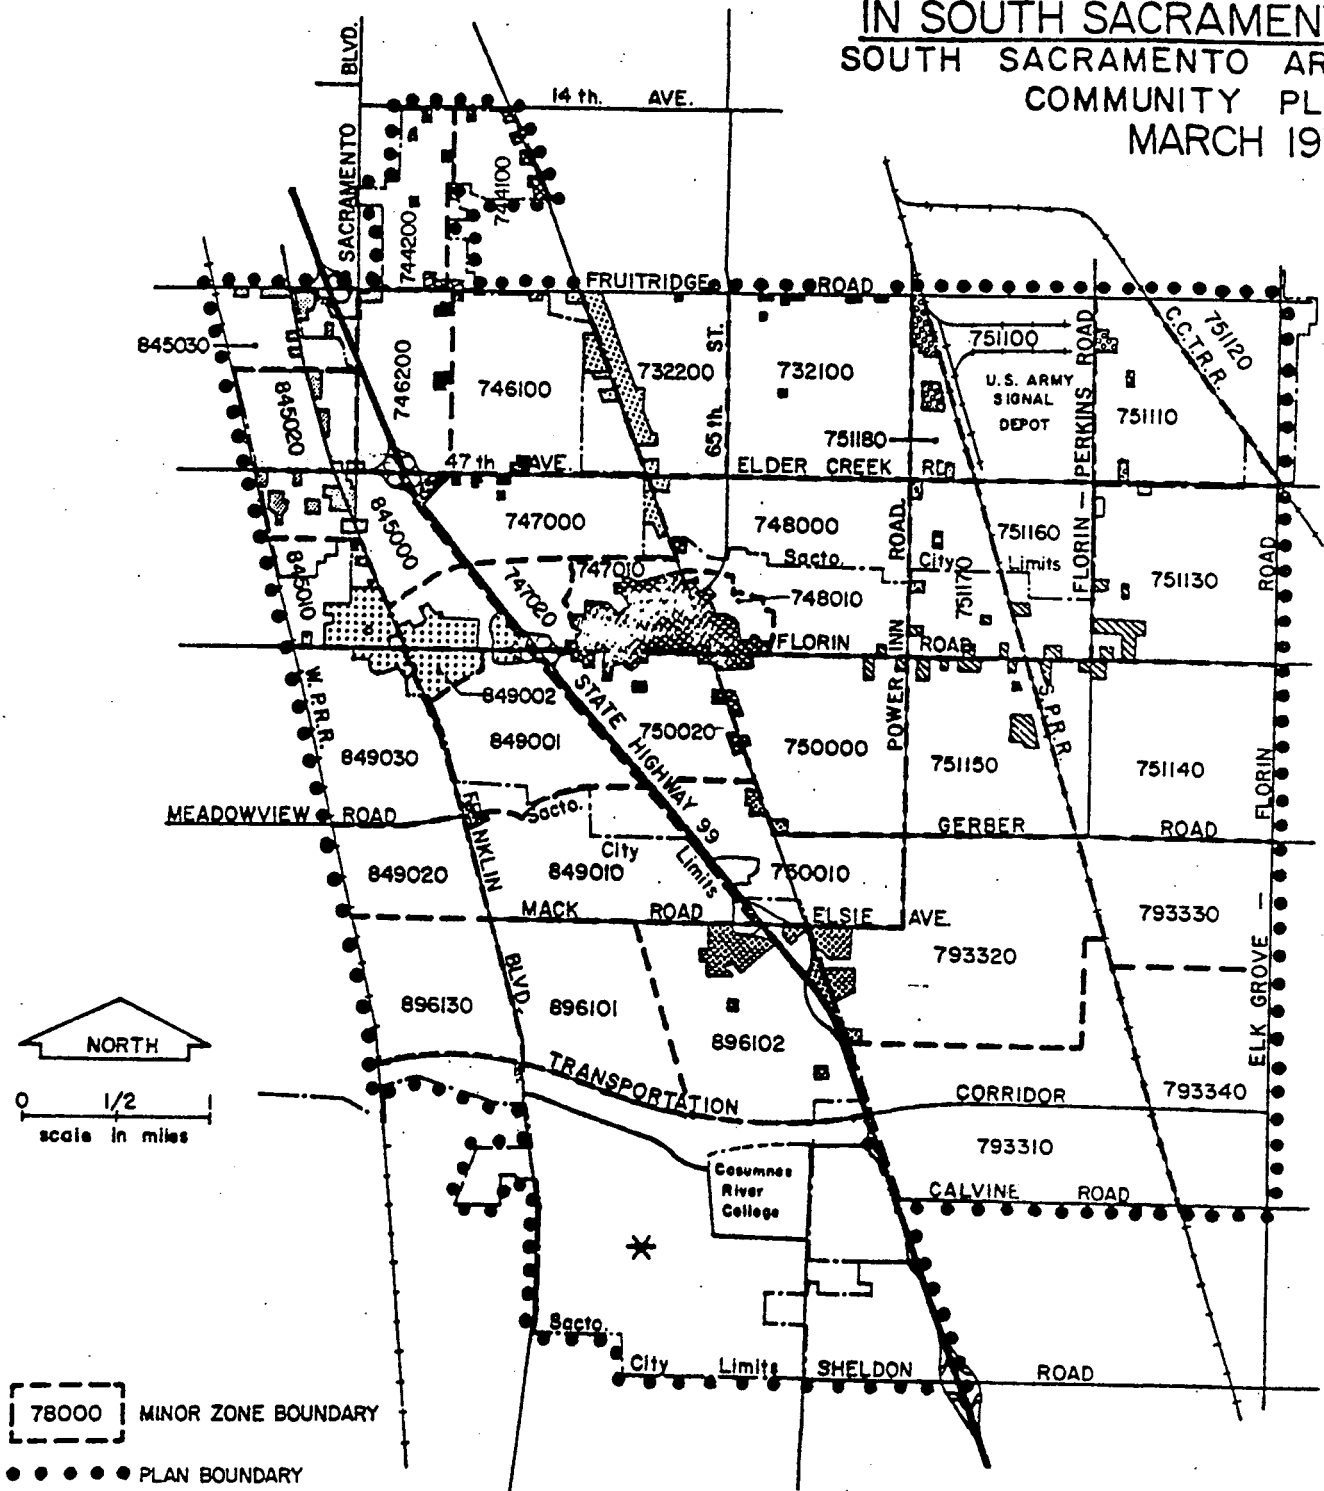 IN SOUTH SACRAMEN
SOUTH SACRAMENTO AR
COMMUNITY PL
MARCH 19
SACRAMENTO BLVD.
14 th. AVE.
744200
744100
FRUITRIDGE ROAD
845030
746200
746100
732200
65th. ST.
732100
751100
U.S. ARMY
SIGNAL
DEPOT
FLORIN - PERKINS ROAD
C.C.T.R.R.
751120
751110
845020
751180
47 th AVE.
ELDER CREEK RD.
845000
747000
748000
751160
Sacto. City Limits
845010
747020
747010
748010
751170
751130
FLORIN ROAD
POWER INN ROAD.
W.P.R.R.
849002
849001
849030
STATE HIGHWAY 99
750020
750000
751150
S.P.R.R.
751140
MEADOWVIEW ROAD
Sacto.
City
Limits
GERBER ROAD
FRANKLIN BLVD.
849020
849010
750010
MACK ROAD
ELSIE AVE.
793330
793320
ELK GROVE - FLORIN ROAD
896130
896101
896102
NORTH
0 1/2 1
scale in miles
TRANSPORTATION CORRIDOR
793340
793310
Cosumnes
River
College
CALVINE ROAD
Sacto.
City Limits
SHELDON ROAD
78000 MINOR ZONE BOUNDARY
PLAN BOUNDARY